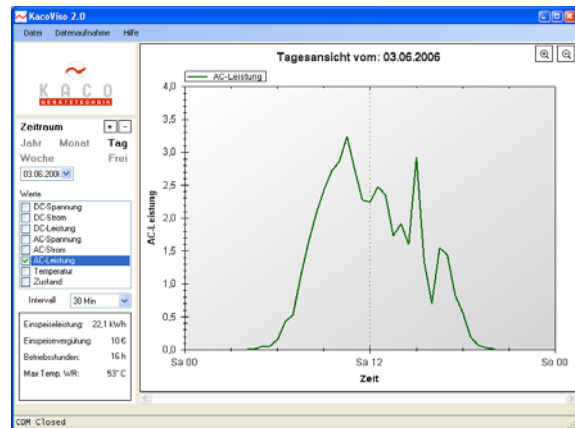 KacoViso 2.0
Datei Datenaufnahme Hilfe
KACO
GERÄTETECHNIK
Zeitraum + -
Jahr Monat Tag
Woche Frei
03.06.200
Werte
DC-Spannung
DC-Strom
DC-Leistung
AC-Spannung
AC-Strom
AC-Leistung
Temperatur
Zustand
Intervall 30 Min
Einspeiseleistung: 22,1 kWh
Einspeisevergütung: 10 €
Betriebsstunden: 16 h
Max Temp. WR: 53° C
Tagesansicht vom: 03.06.2006
AC-Leistung
4,0
3,5
3,0
2,5
2,0
1,5
1,0
0,5
0,0
AC-Leistung
Sa 00 Sa 12 So 00
Zeit
COM Closed